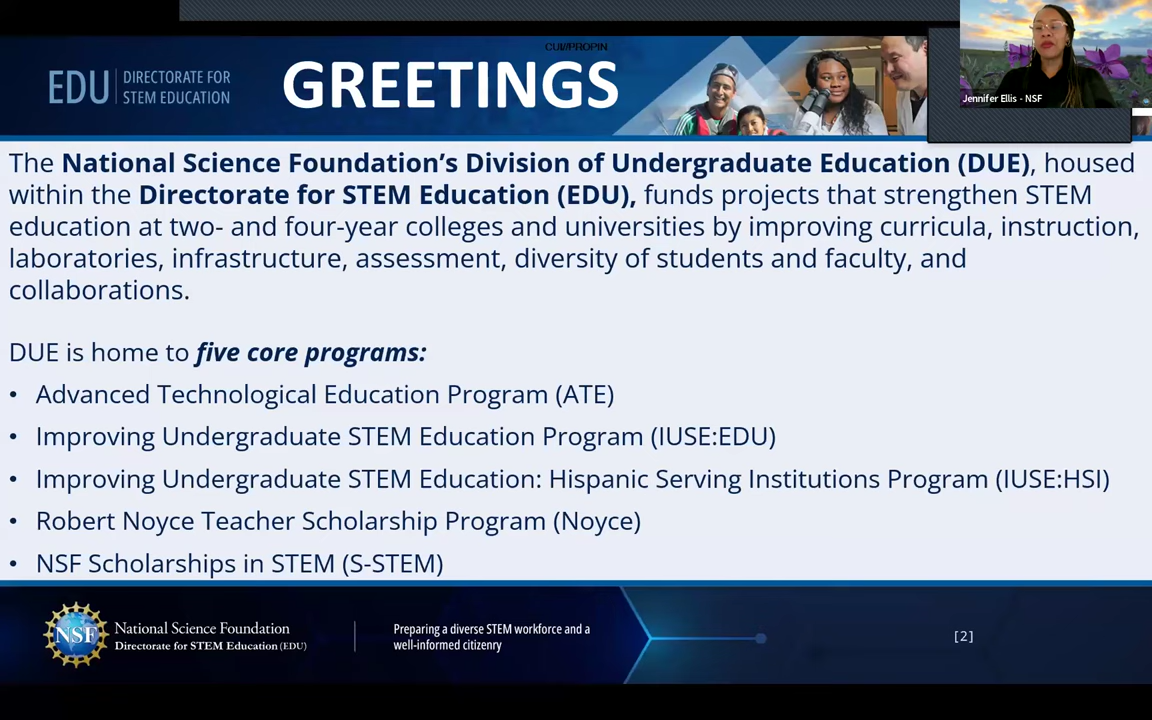 CUI//PROPIN
EDU
DIRECTORATE FOR
STEM EDUCATION
GREETINGS
Jennifer Ellis - NSF
The National Science Foundation’s Division of Undergraduate Education (DUE), housed
within the Directorate for STEM Education (EDU), funds projects that strengthen STEM
education at two- and four-year colleges and universities by improving curricula, instruction,
laboratories, infrastructure, assessment, diversity of students and faculty, and
collaborations.
DUE is home to five core programs:
• Advanced Technological Education Program (ATE)
• Improving Undergraduate STEM Education Program (IUSE:EDU)
• Improving Undergraduate STEM Education: Hispanic Serving Institutions Program (IUSE:HSI)
• Robert Noyce Teacher Scholarship Program (Noyce)
• NSF Scholarships in STEM (S-STEM)
NSF
National Science Foundation
Directorate for STEM Education (EDU)
Preparing a diverse STEM workforce and a
well-informed citizenry
[2]